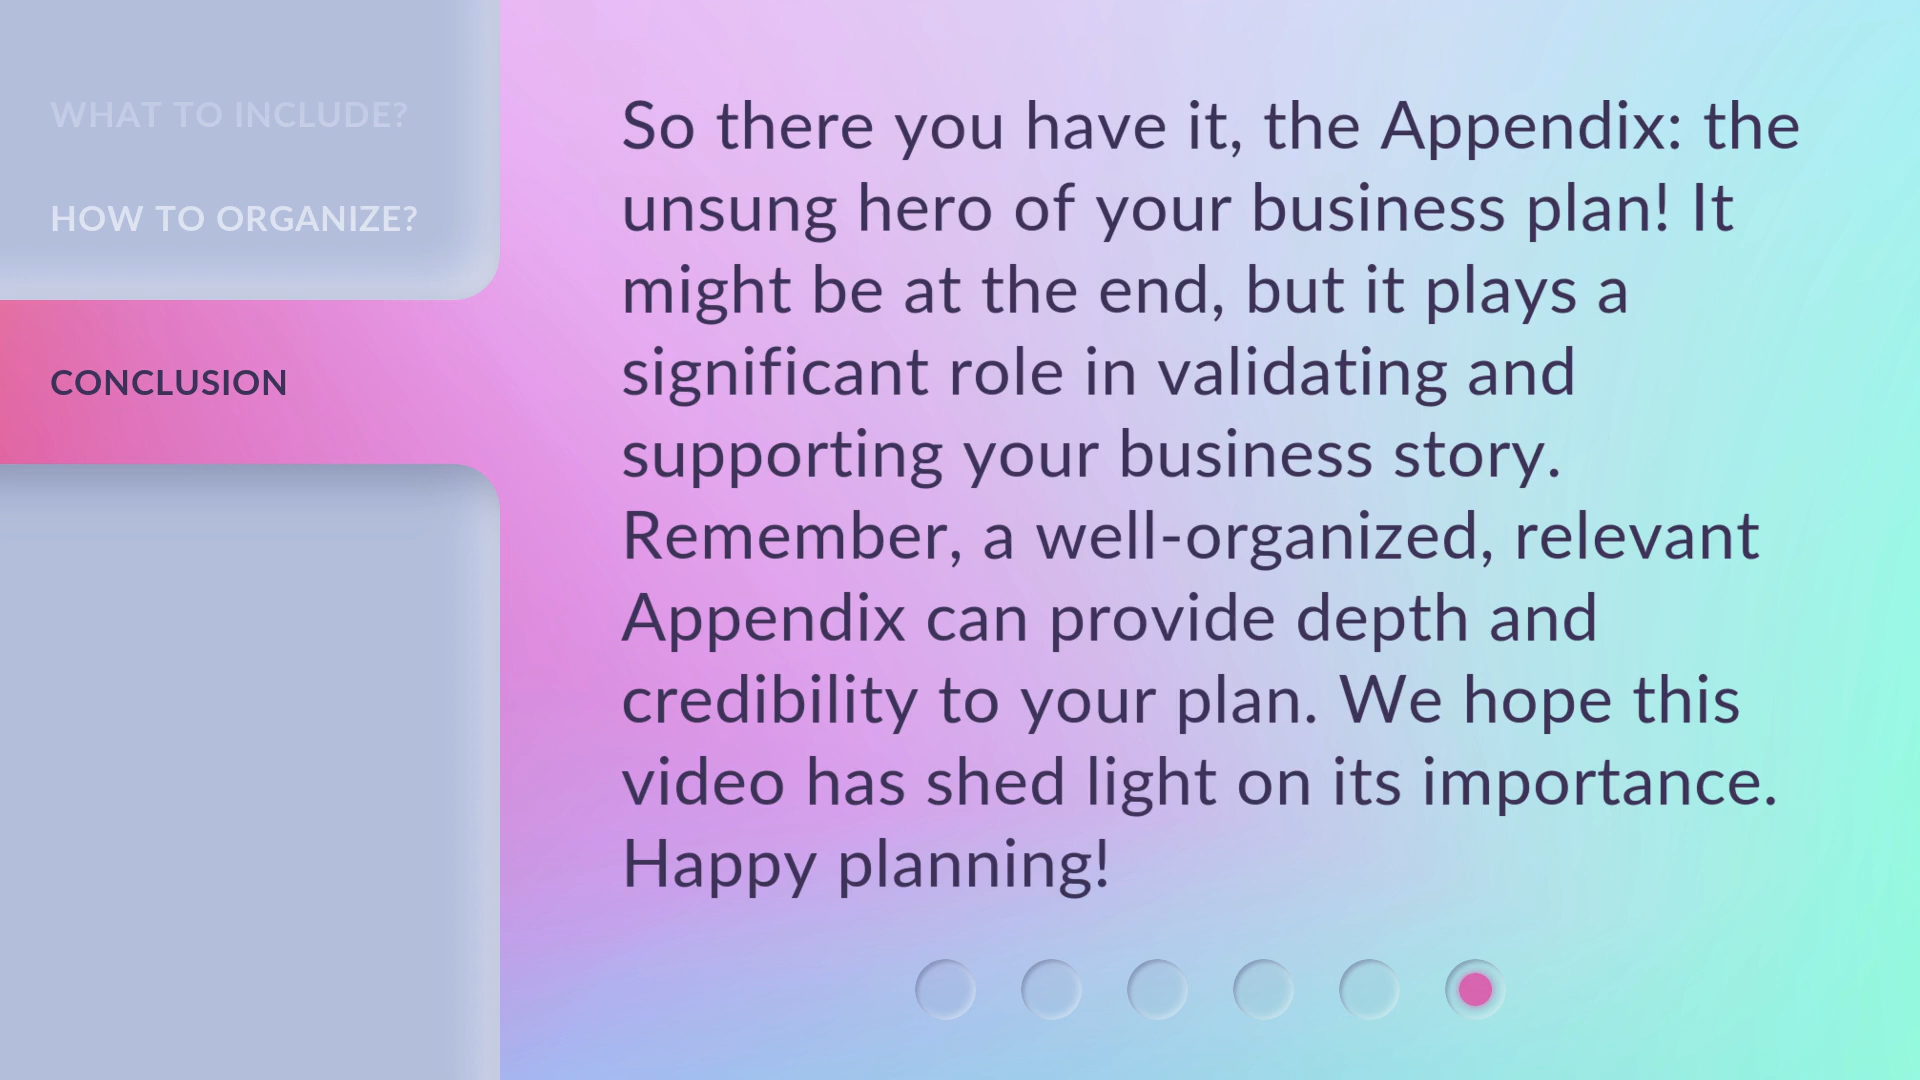 WHAT TO INCLUDE?
HOW TO ORGANIZE?
CONCLUSION
So there you have it, the Appendix: the
unsung hero of your business plan! It
might be at the end, but it plays a
significant role in validating and
supporting your business story.
Remember, a well-organized, relevant
Appendix can provide depth and
credibility to your plan. We hope this
video has shed light on its importance.
Happy planning!